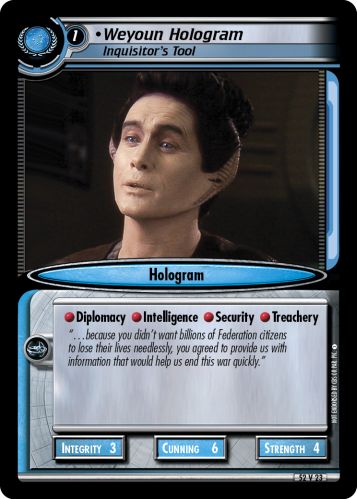 1
•Weyoun Hologram
Inquisitor's Tool
Hologram
Diplomacy Intelligence Security Treachery
"…because you didn't want billions of Federation citizens
to lose their lives needlessly, you agreed to provide us with
information that would help us end this war quickly."
INTEGRITY 3 CUNNING 6 STRENGTH 4
52 V 23